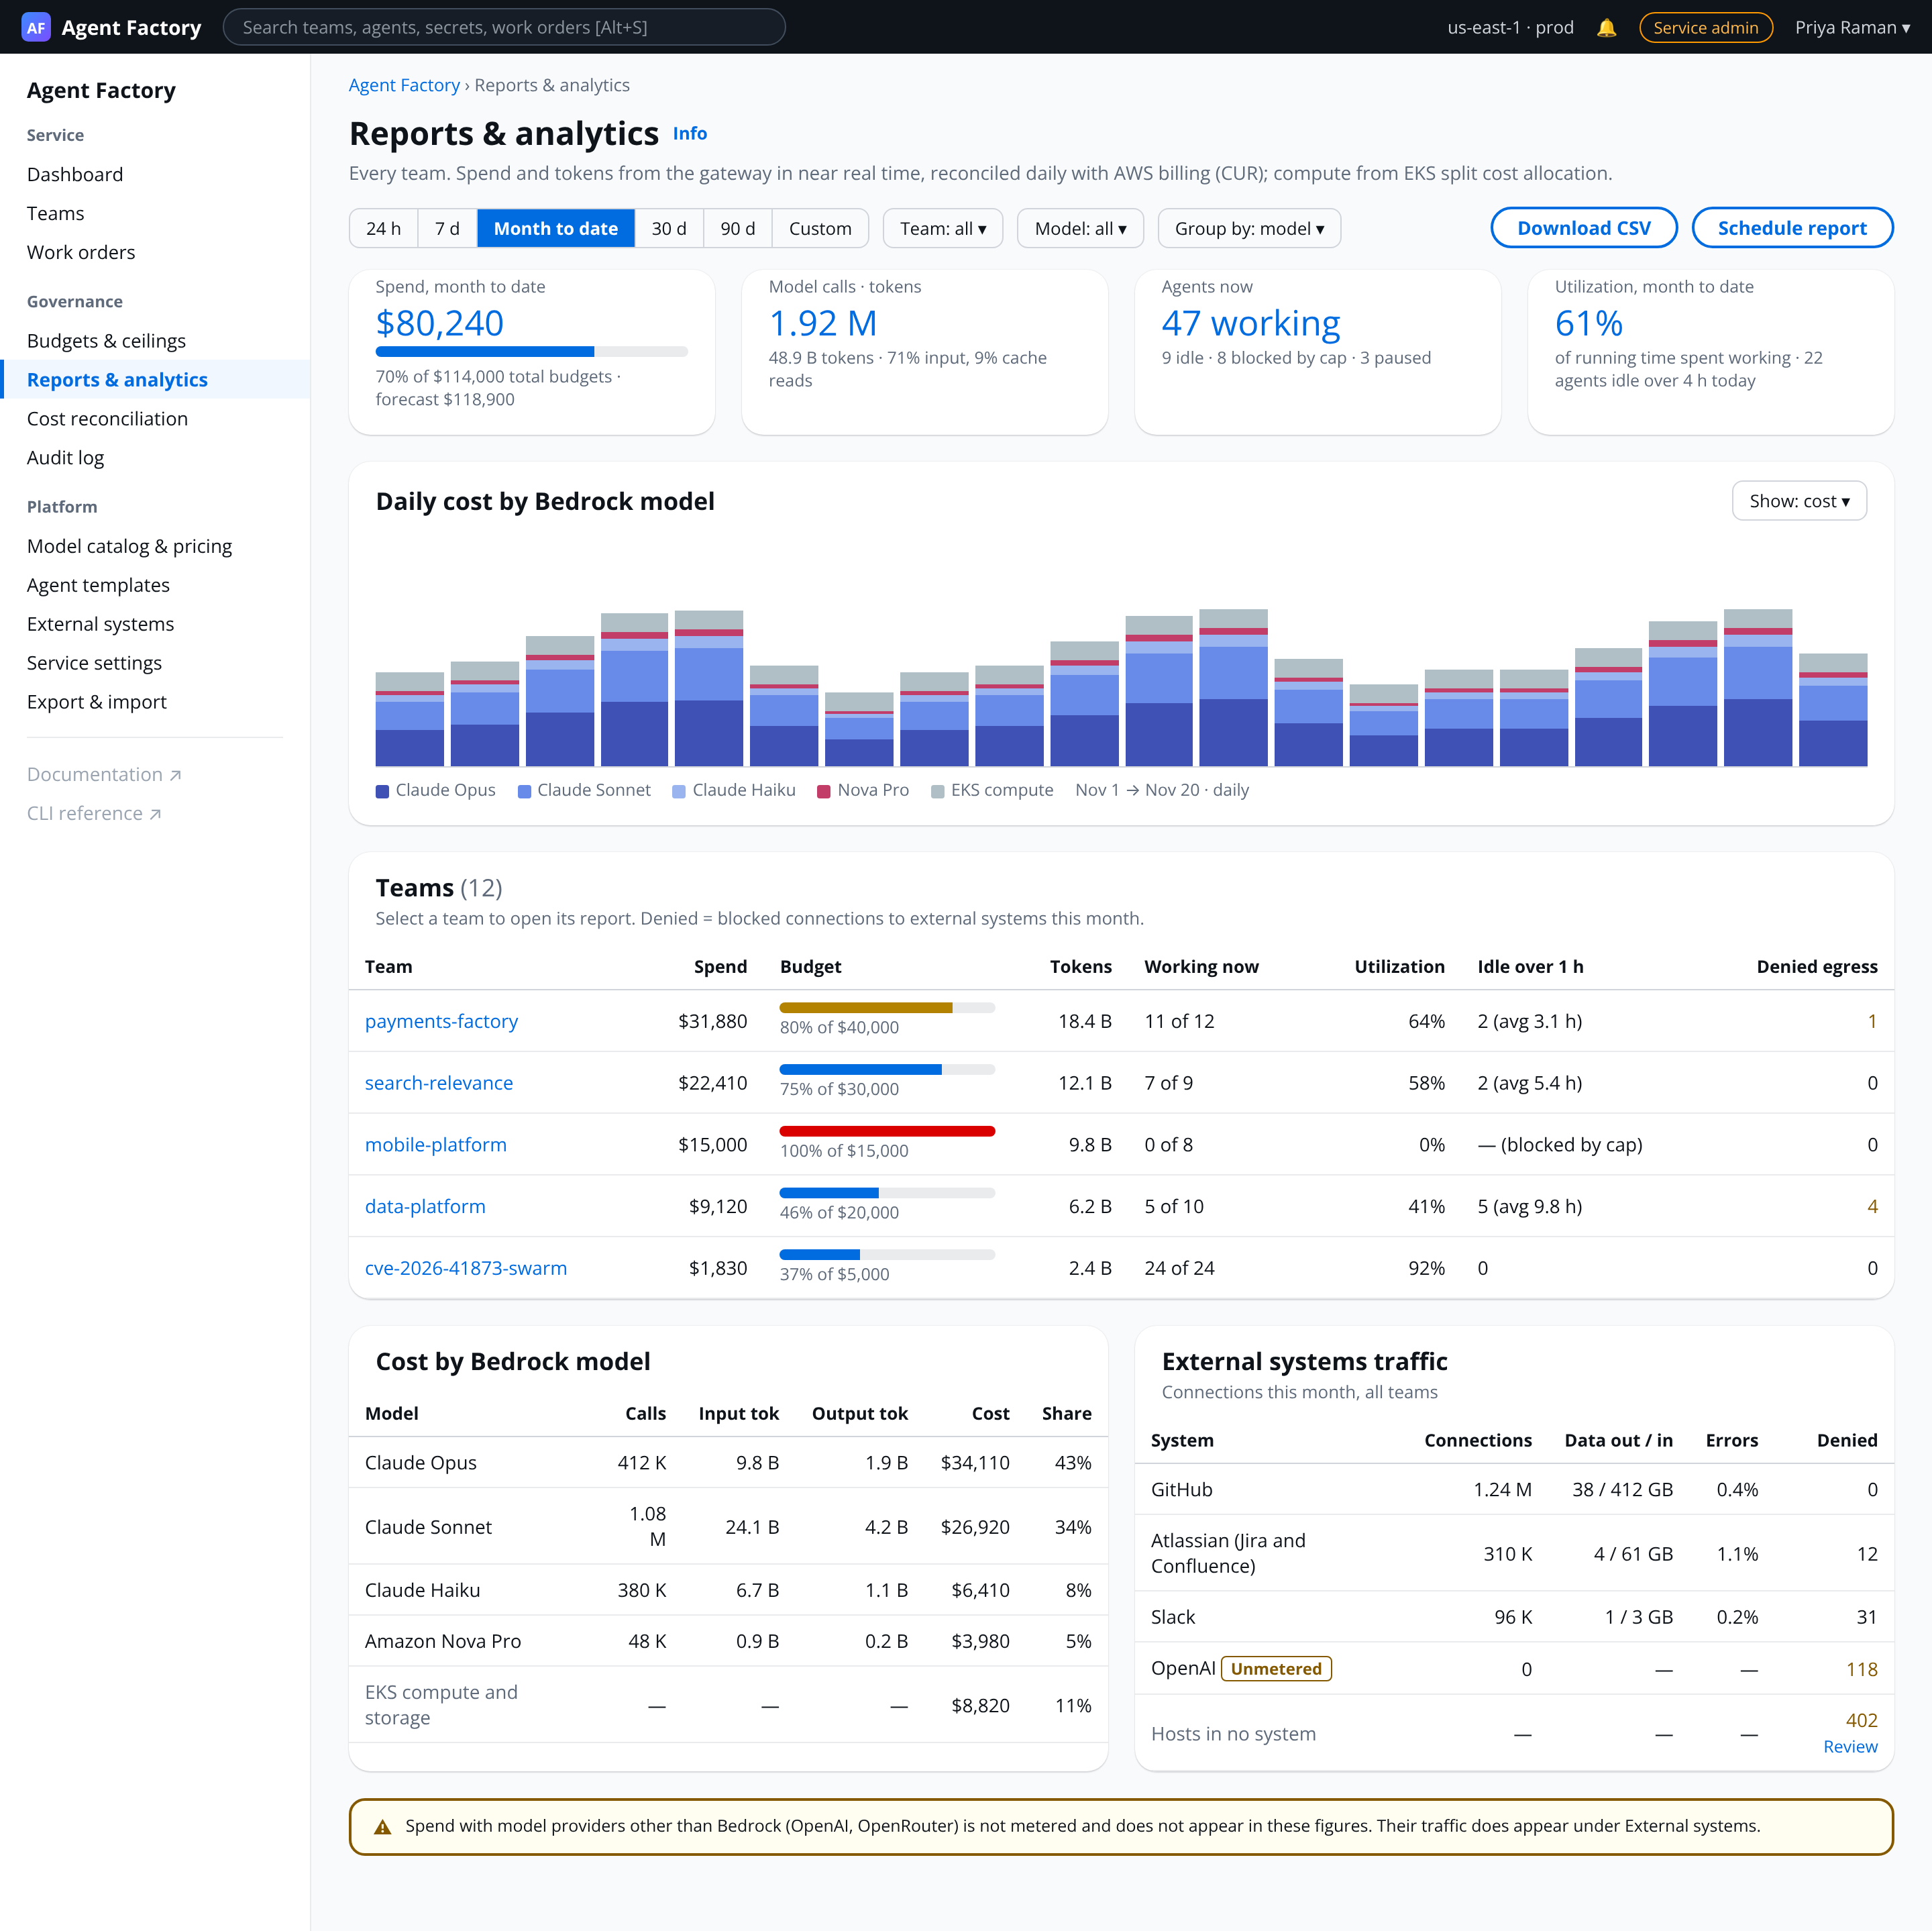 AF Agent Factory
Search teams, agents, secrets, work orders [Alt+S]
us-east-1 · prod
Service admin
Priya Raman ▾
Agent Factory
Service
Dashboard
Teams
Work orders
Governance
Budgets & ceilings
Reports & analytics
Cost reconciliation
Audit log
Platform
Model catalog & pricing
Agent templates
External systems
Service settings
Export & import
Documentation ↗
CLI reference ↗
Agent Factory › Reports & analytics
Reports & analytics Info
Every team. Spend and tokens from the gateway in near real time, reconciled daily with AWS billing (CUR); compute from EKS split cost allocation.
24 h 7 d Month to date 30 d 90 d Custom Team: all ▾ Model: all ▾ Group by: model ▾ Download CSV Schedule report
Spend, month to date
$80,240
70% of $114,000 total budgets ·
forecast $118,900
Model calls · tokens
1.92 M
48.9 B tokens · 71% input, 9% cache
reads
Agents now
47 working
9 idle · 8 blocked by cap · 3 paused
Utilization, month to date
61%
of running time spent working · 22
agents idle over 4 h today
Daily cost by Bedrock model
Show: cost ▾
Claude Opus Claude Sonnet Claude Haiku Nova Pro EKS compute Nov 1 → Nov 20 · daily
Teams (12)
Select a team to open its report. Denied = blocked connections to external systems this month.
Team Spend Budget Tokens Working now Utilization Idle over 1 h Denied egress
payments-factory $31,880 80% of $40,000 18.4 B 11 of 12 64% 2 (avg 3.1 h) 1
search-relevance $22,410 75% of $30,000 12.1 B 7 of 9 58% 2 (avg 5.4 h) 0
mobile-platform $15,000 100% of $15,000 9.8 B 0 of 8 0% — (blocked by cap) 0
data-platform $9,120 46% of $20,000 6.2 B 5 of 10 41% 5 (avg 9.8 h) 4
cve-2026-41873-swarm $1,830 37% of $5,000 2.4 B 24 of 24 92% 0 0
Cost by Bedrock model
Model Calls Input tok Output tok Cost Share
Claude Opus 412 K 9.8 B 1.9 B $34,110 43%
Claude Sonnet 1.08
M 24.1 B 4.2 B $26,920 34%
Claude Haiku 380 K 6.7 B 1.1 B $6,410 8%
Amazon Nova Pro 48 K 0.9 B 0.2 B $3,980 5%
EKS compute and
storage — — — $8,820 11%
External systems traffic
Connections this month, all teams
System Connections Data out / in Errors Denied
GitHub 1.24 M 38 / 412 GB 0.4% 0
Atlassian (Jira and
Confluence) 310 K 4 / 61 GB 1.1% 12
Slack 96 K 1 / 3 GB 0.2% 31
OpenAI Unmetered 0 — — 118
Hosts in no system — — — 402
Review
Spend with model providers other than Bedrock (OpenAI, OpenRouter) is not metered and does not appear in these figures. Their traffic does appear under External systems.